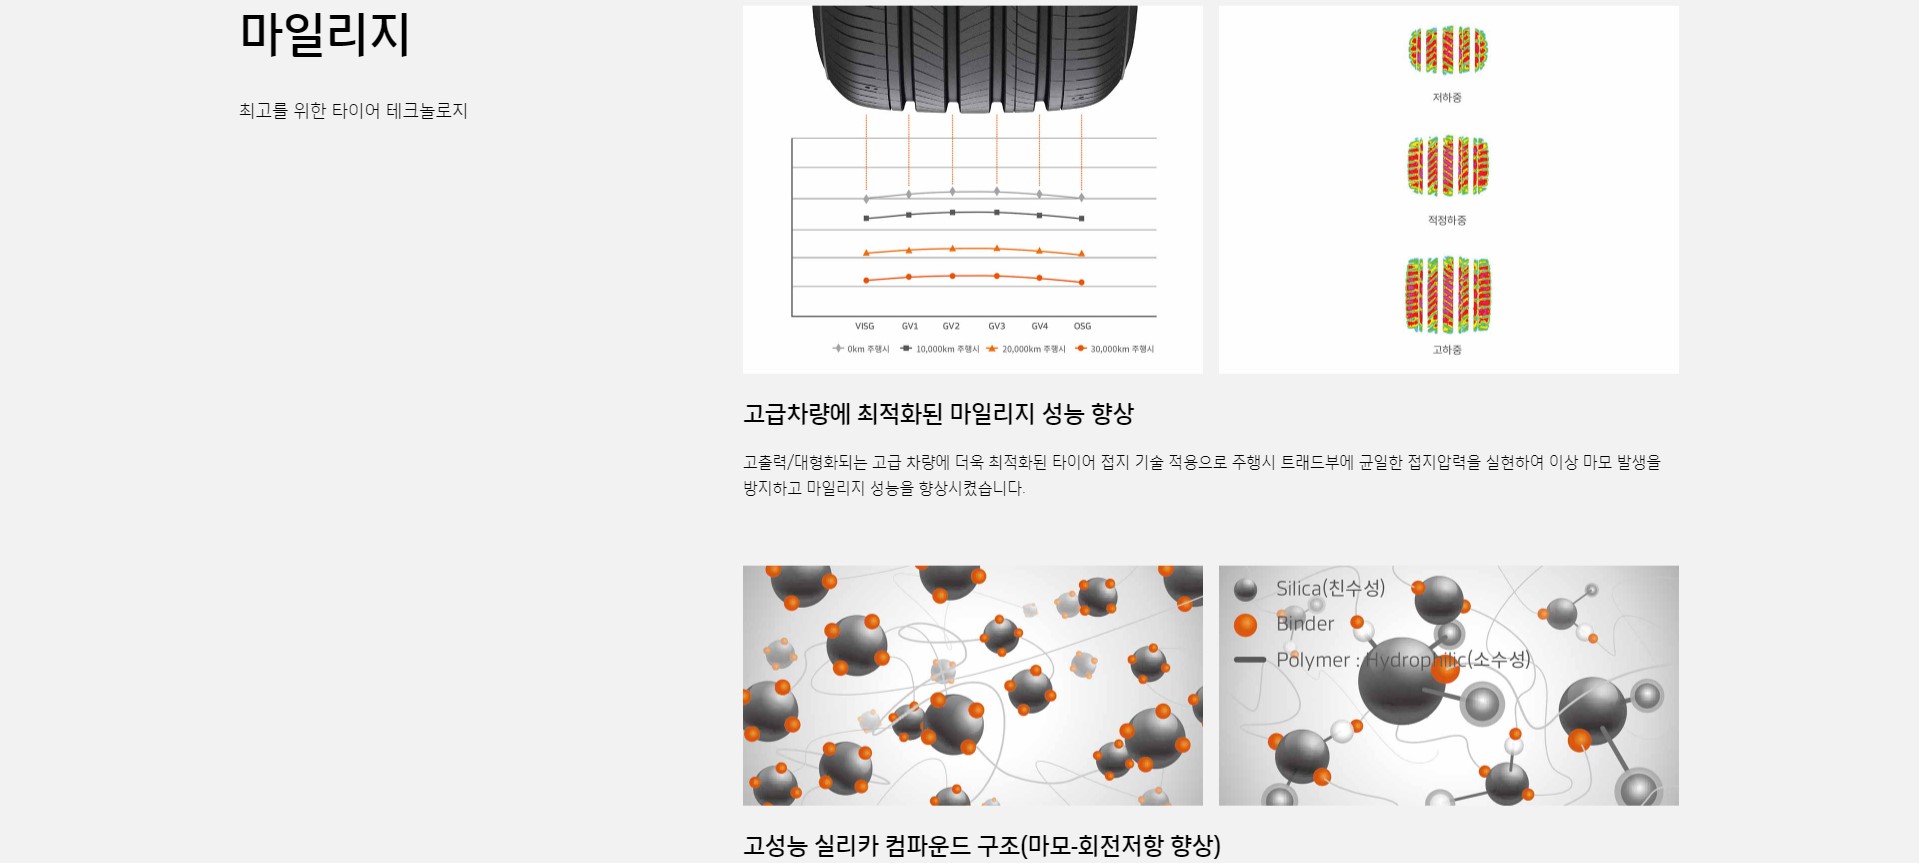 마일리지
최고를 위한 타이어 테크놀로지
VISG GV1 GV2 GV3 GV4 OSG
0km 주행시 10,000km 주행시 20,000km 주행시 30,000km 주행시
저하중
적정하중
고하중
고급차량에 최적화된 마일리지 성능 향상
고출력/대형화되는 고급 차량에 더욱 최적화된 타이어 접지 기술 적용으로 주행시 트래드부에 균일한 접지압력을 실현하여 이상 마모 발생을
방지하고 마일리지 성능을 향상시켰습니다.
Silica(친수성)
Binder
Polymer : Hydrophilic(소수성)
고성능 실리카 컴파운드 구조(마모-회전저항 향상)